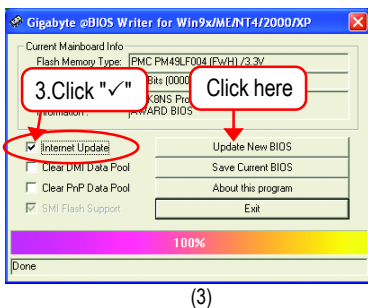 Gigabyte @BIOS Writer for Win9x/ME/NT4/2000/XP
Current Mainboard Info
Flash Memory Type: PMC PM49LF004 (FWH) /3.3V
Bits (0000
K8NS Pro
AWARD BIOS
3.Click "✓"
Click here
Internet Update
Update New BIOS
Clear DMI Data Pool
Save Current BIOS
Clear PnP Data Pool
About this program
SMI Flash Support
Exit
100%
Done
(3)